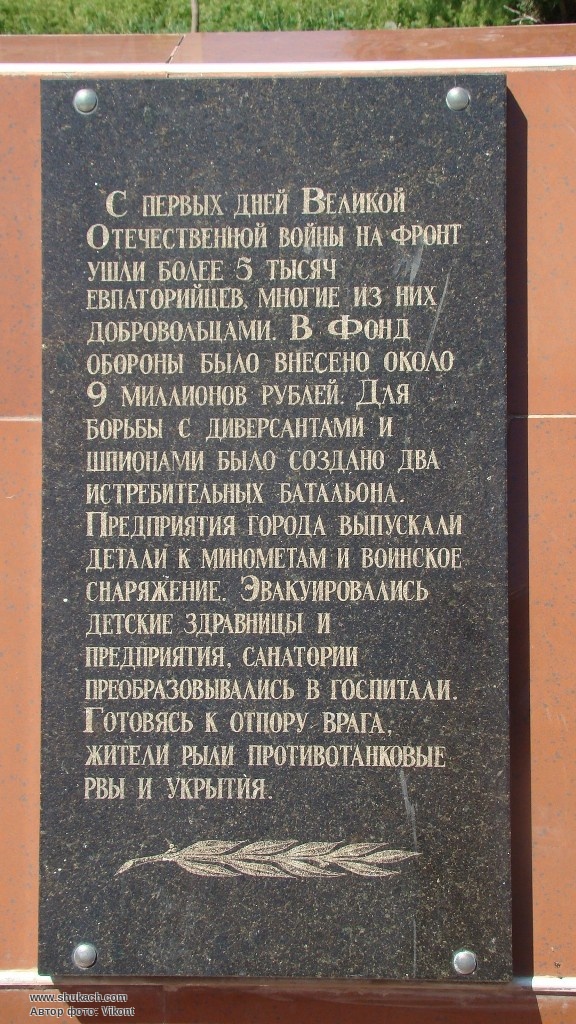 С ПЕРВЫХ ДНЕЙ ВЕЛИКОЙ
ОТЕЧЕСТВЕННОЙ ВОЙНЫ НА ФРОНТ
УШЛИ БОЛЕЕ 5 ТЫСЯЧ
ЕВПАТОРИЙЦЕВ, МНОГИЕ ИЗ НИХ
ДОБРОВОЛЬЦАМИ. В ФОНД
ОБОРОНЫ БЫЛО ВНЕСЕНО ОКОЛО
9 МИЛЛИОНОВ РУБЛЕЙ. ДЛЯ
БОРЬБЫ С ДИВЕРСАНТАМИ И
ШПИОНАМИ БЫЛО СОЗДАНО ДВА
ИСТРЕБИТЕЛЬНЫХ БАТАЛЬОНА.
ПРЕДПРИЯТИЯ ГОРОДА ВЫПУСКАЛИ
ДЕТАЛИ К МИНОМЕТАМ И ВОИНСКОЕ
СНАРЯЖЕНИЕ. ЭВАКУИРОВАЛИСЬ
ДЕТСКИЕ ЗДРАВНИЦЫ И
ПРЕДПРИЯТИЯ, САНАТОРИИ
ПРЕОБРАЗОВЫВАЛИСЬ В ГОСПИТАЛИ.
ГОТОВЯСЬ К ОТПОРУ ВРАГА,
ЖИТЕЛИ РЫЛИ ПРОТИВОТАНКОВЫЕ
РВЫ И УКРЫТИЯ.
www.shukach.com
Автор фото: Vikont